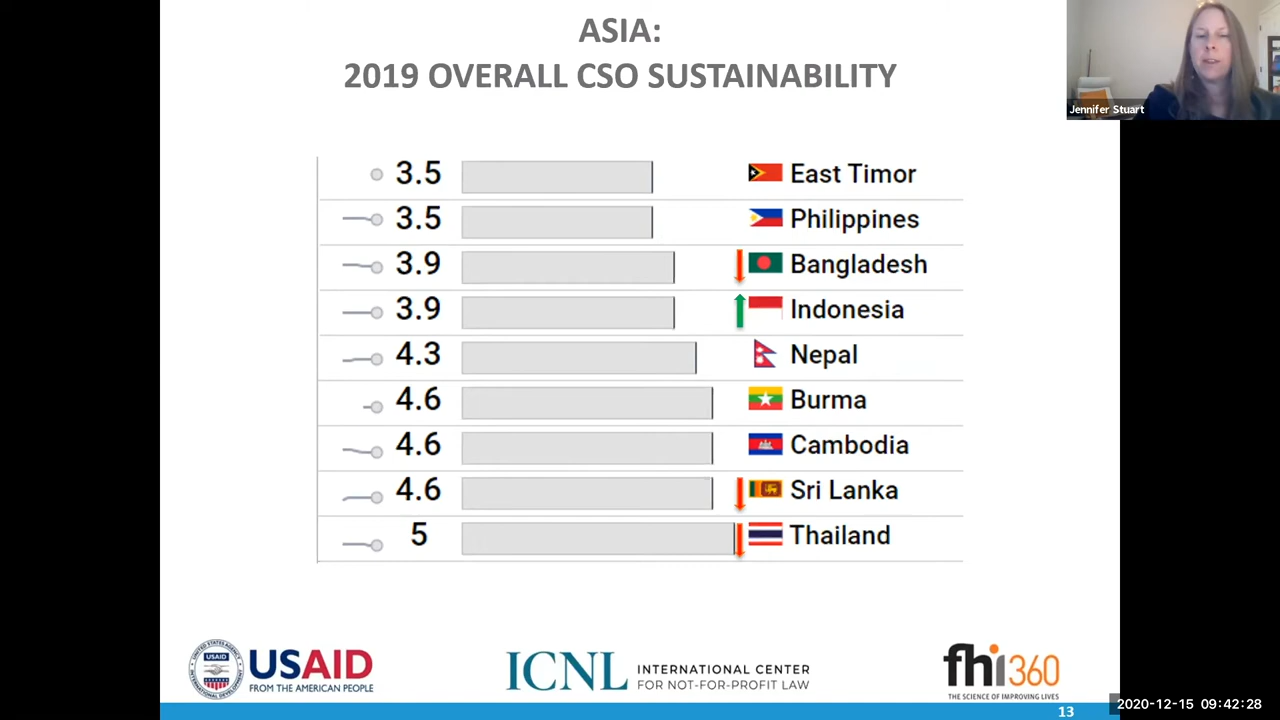 ASIA:
2019 OVERALL CSO SUSTAINABILITY
Jennifer Stuart
3.5 East Timor
3.5 Philippines
3.9 Bangladesh
3.9 Indonesia
4.3 Nepal
4.6 Burma
4.6 Cambodia
4.6 Sri Lanka
5 Thailand
USAID
USAID
FROM THE AMERICAN PEOPLE
ICNL
INTERNATIONAL CENTER
FOR NOT-FOR-PROFIT LAW
fhi360
THE SCIENCE OF IMPROVING LIVES
13
2020-12-15 09:42:28